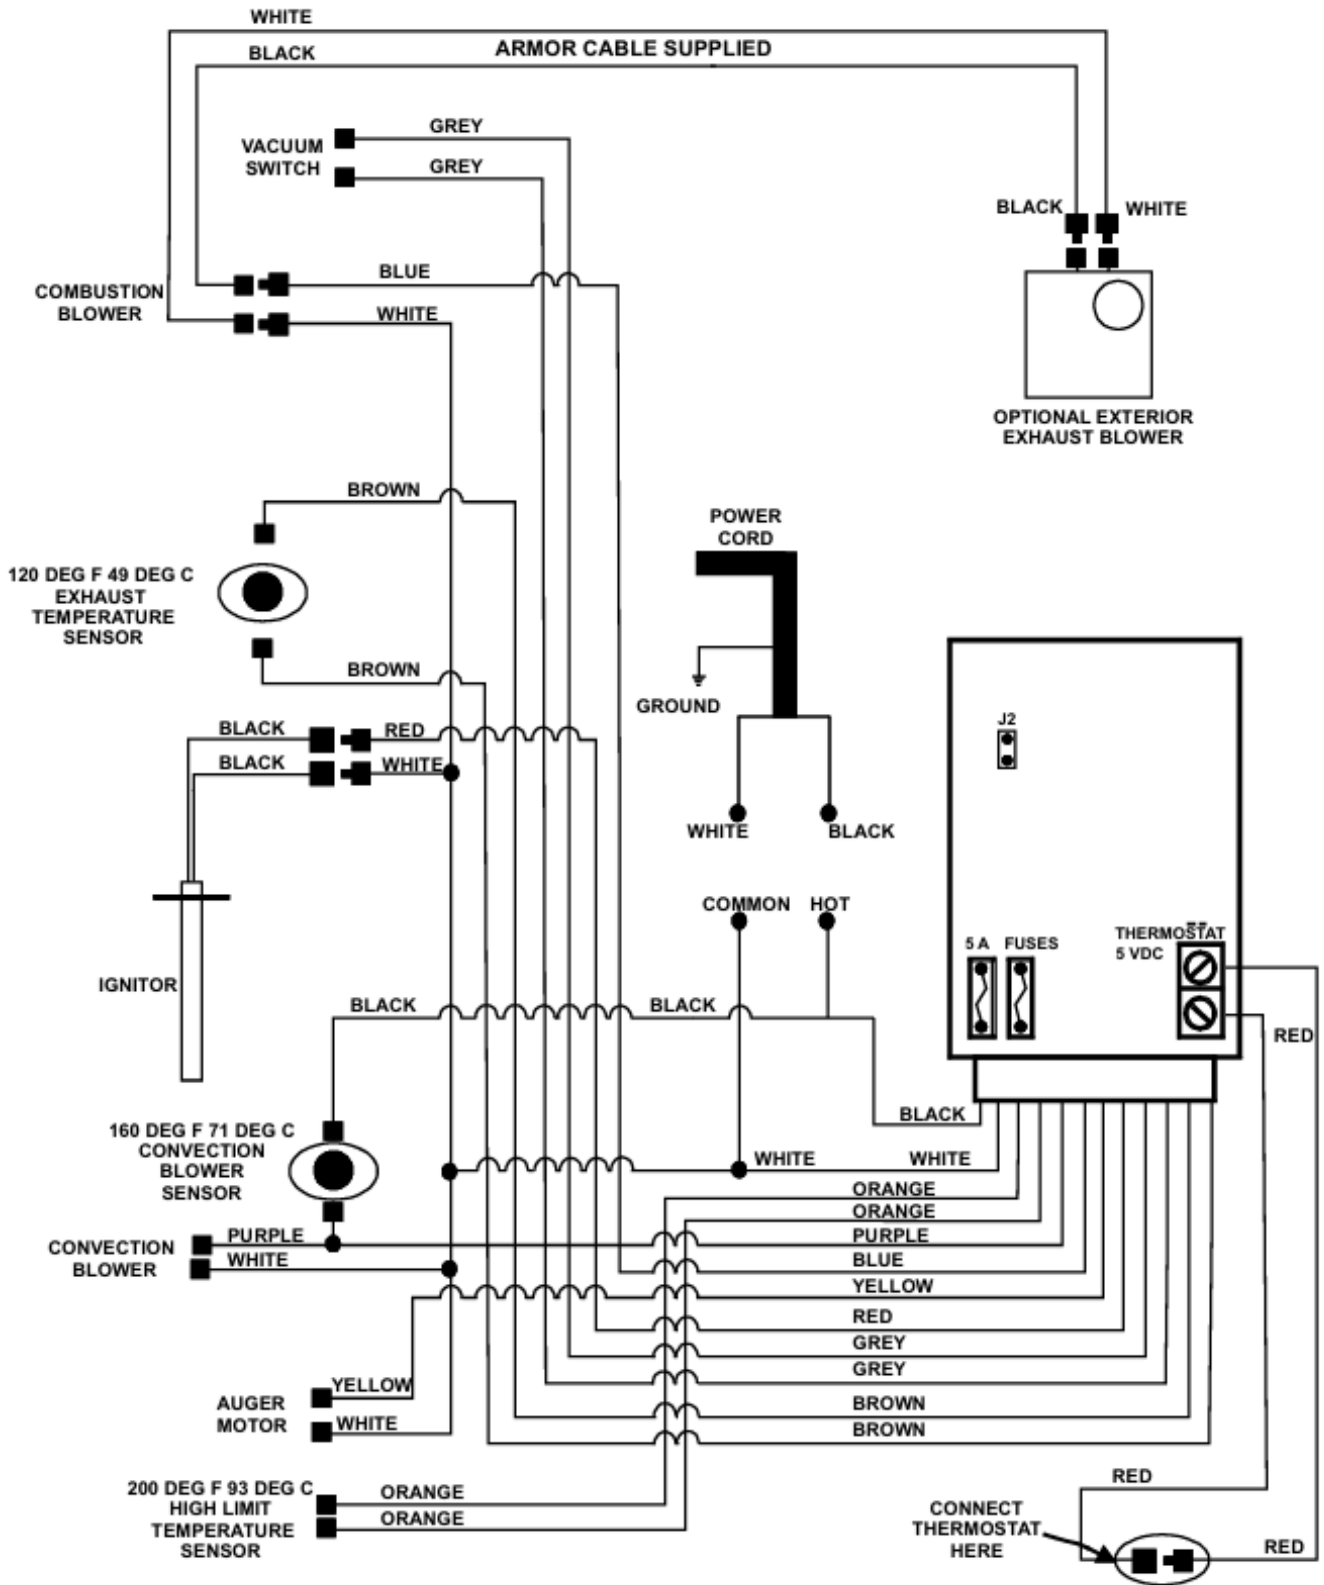 WHITE
ARMOR CABLE SUPPLIED
BLACK
GREY
VACUUM
SWITCH
GREY
BLACK
WHITE
BLUE
COMBUSTION
BLOWER
WHITE
OPTIONAL EXTERIOR
EXHAUST BLOWER
BROWN
POWER
CORD
120 DEG F 49 DEG C
EXHAUST
TEMPERATURE
SENSOR
BROWN
GROUND
J2
BLACK
RED
BLACK
WHITE
WHITE
BLACK
COMMON
HOT
THERMOSTAT
5 VDC
5 A
FUSES
IGNITOR
BLACK
BLACK
RED
BLACK
160 DEG F 71 DEG C
CONVECTION
BLOWER
SENSOR
WHITE
WHITE
ORANGE
ORANGE
PURPLE
PURPLE
CONVECTION
BLOWER
WHITE
BLUE
YELLOW
RED
GREY
GREY
YELLOW
AUGER
MOTOR
WHITE
BROWN
BROWN
200 DEG F 93 DEG C
HIGH LIMIT
TEMPERATURE
SENSOR
ORANGE
ORANGE
RED
CONNECT
THERMOSTAT
HERE
RED